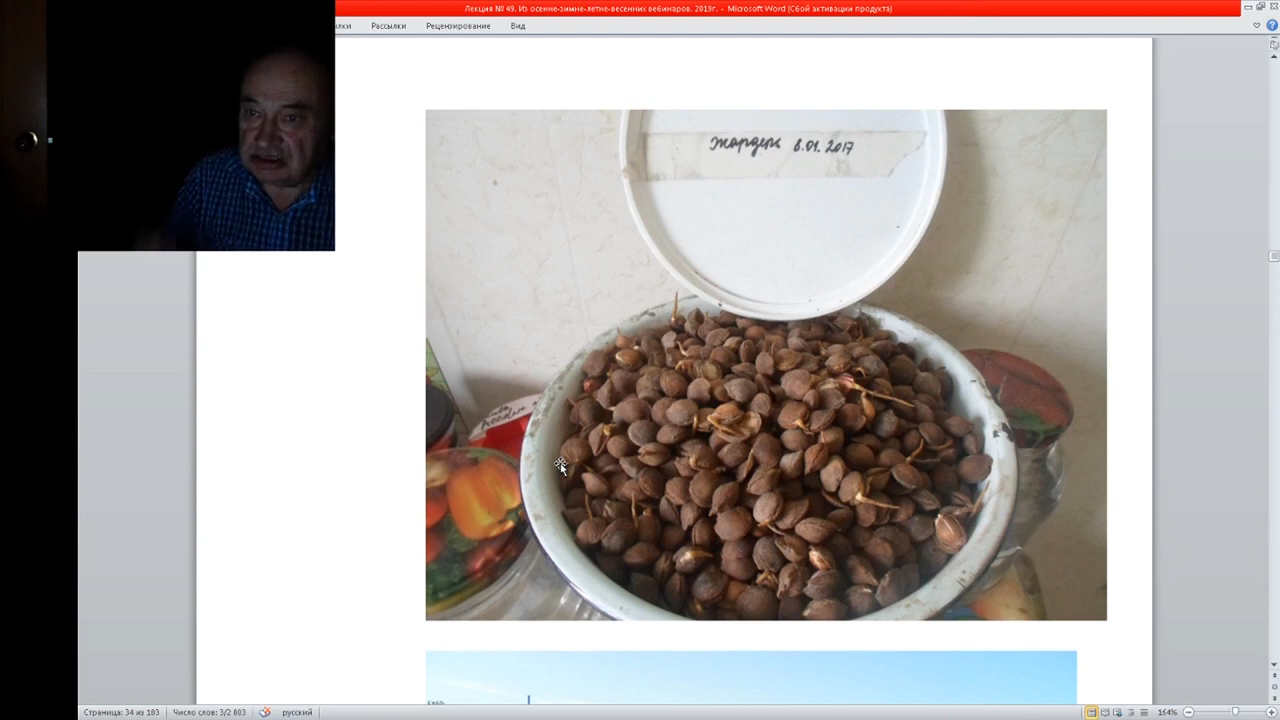 Лекция № 49. Из осенне-зимне-летне-весенних вебинаров. 2019г. - Microsoft Word (Сбой активации продукта)
Рассылки
Рецензирование
Вид
жардели 8.01.2017
Страница: 34 из 103
Число слов: 3/2 803
русский
164%